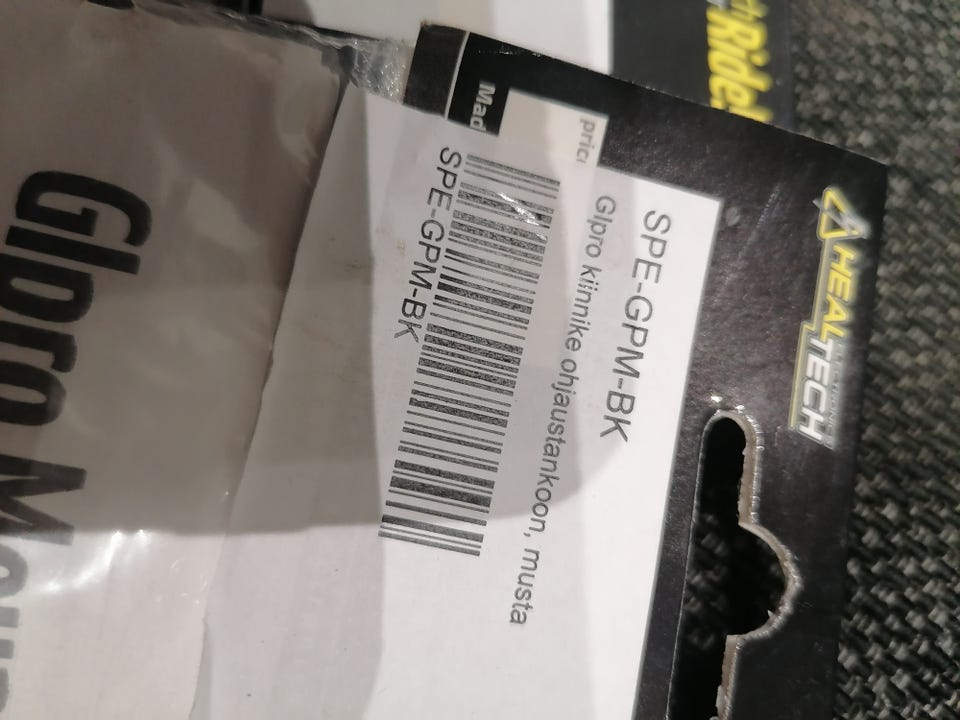 HEALTECH
SPE-GPM-BK
GIpro kiinnike ohjaustankoon, musta
SPE-GPM-BK
GIpro